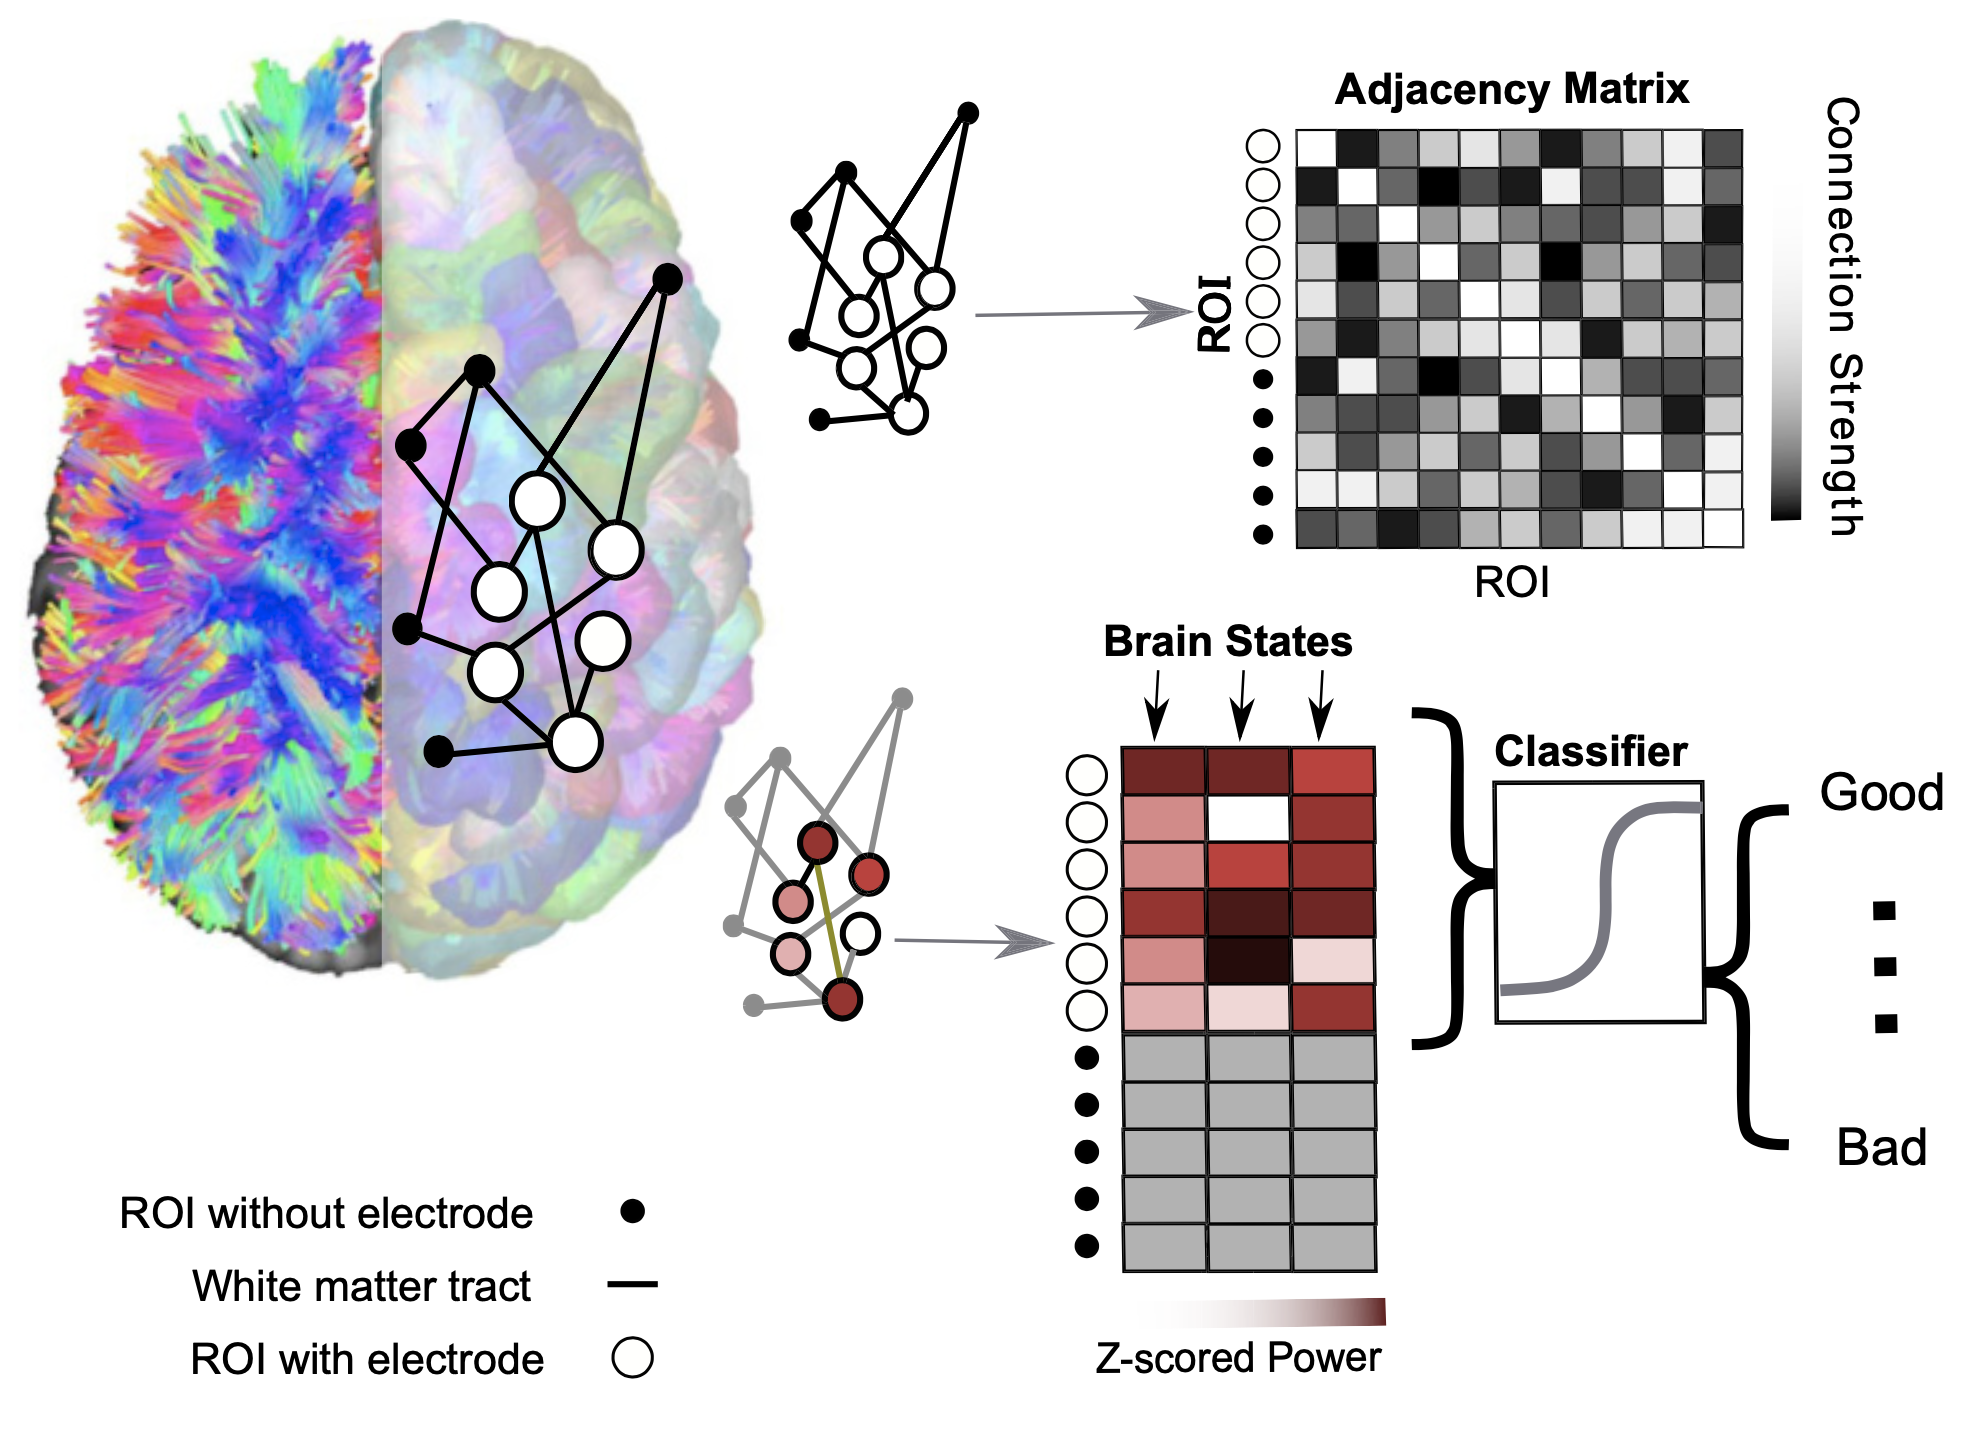 Adjacency Matrix
ROI
Connection Strength
ROI
Brain States
Classifier
Good
Bad
ROI without electrode
White matter tract
ROI with electrode
Z-scored Power